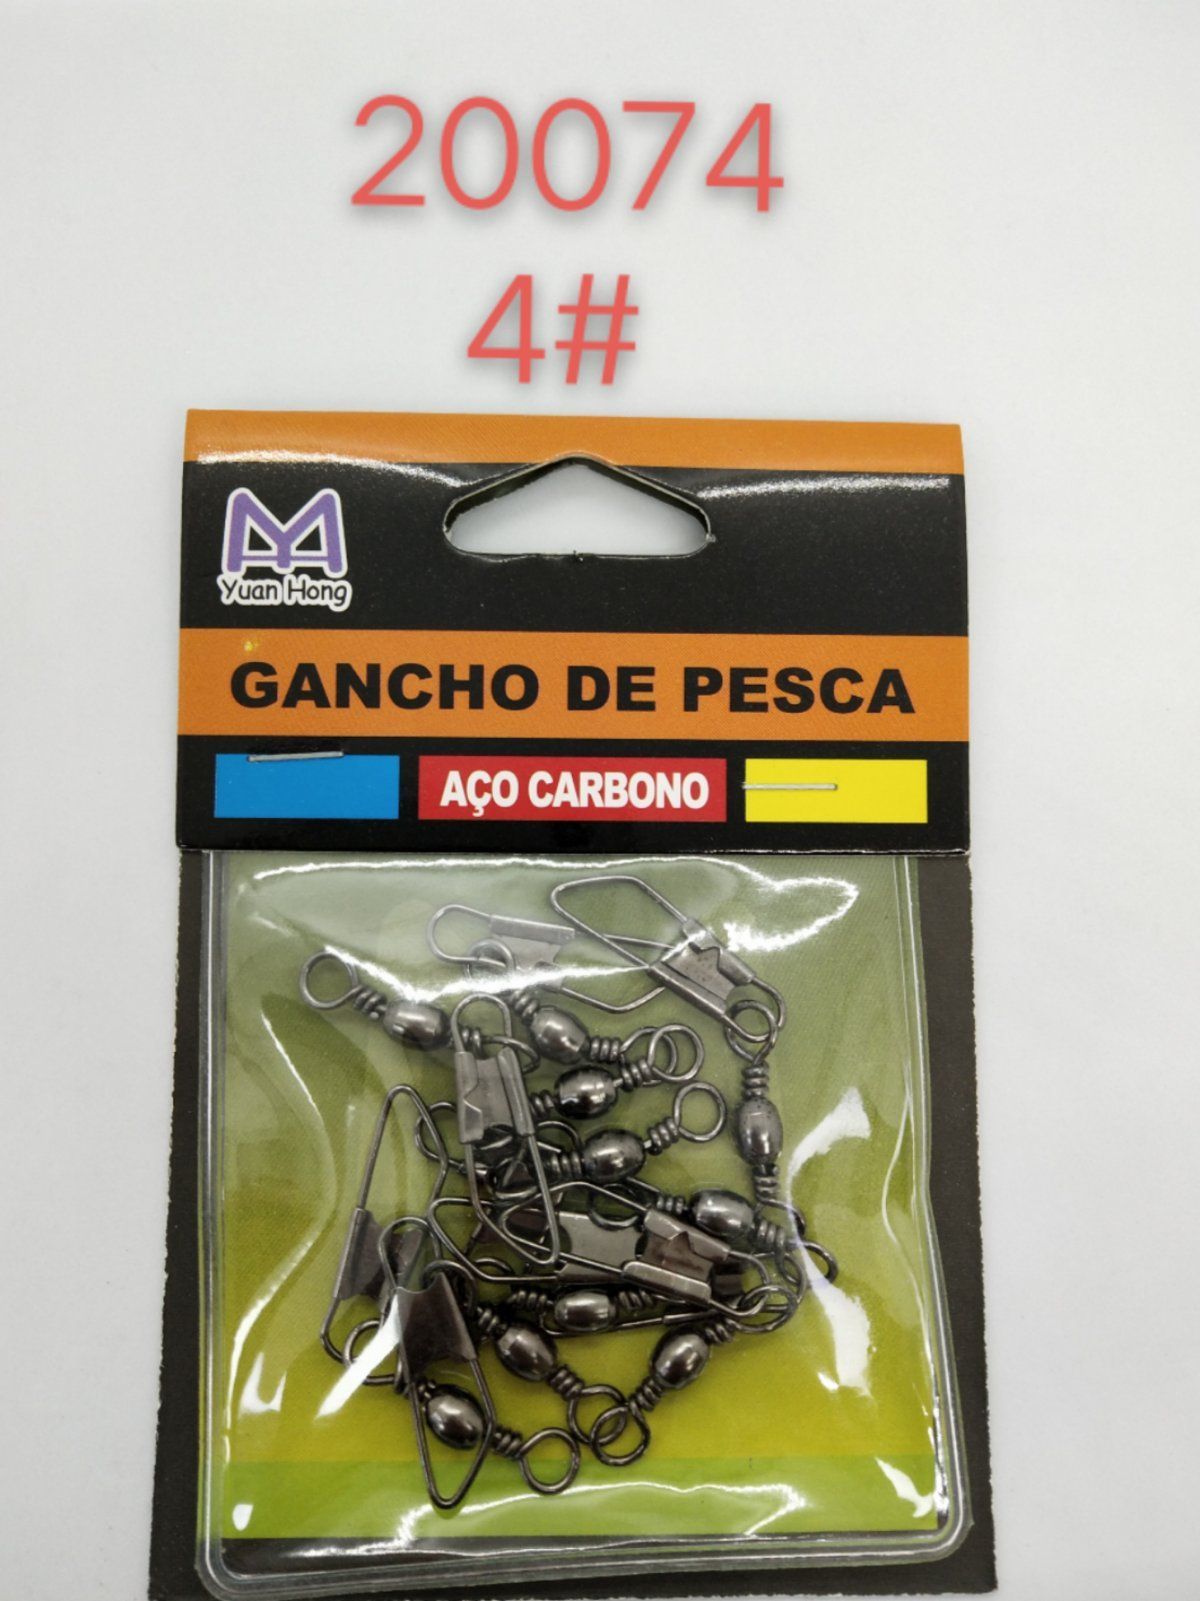 20074
4#
Yuan Hong
GANCHO DE PESCA
AÇO CARBONO